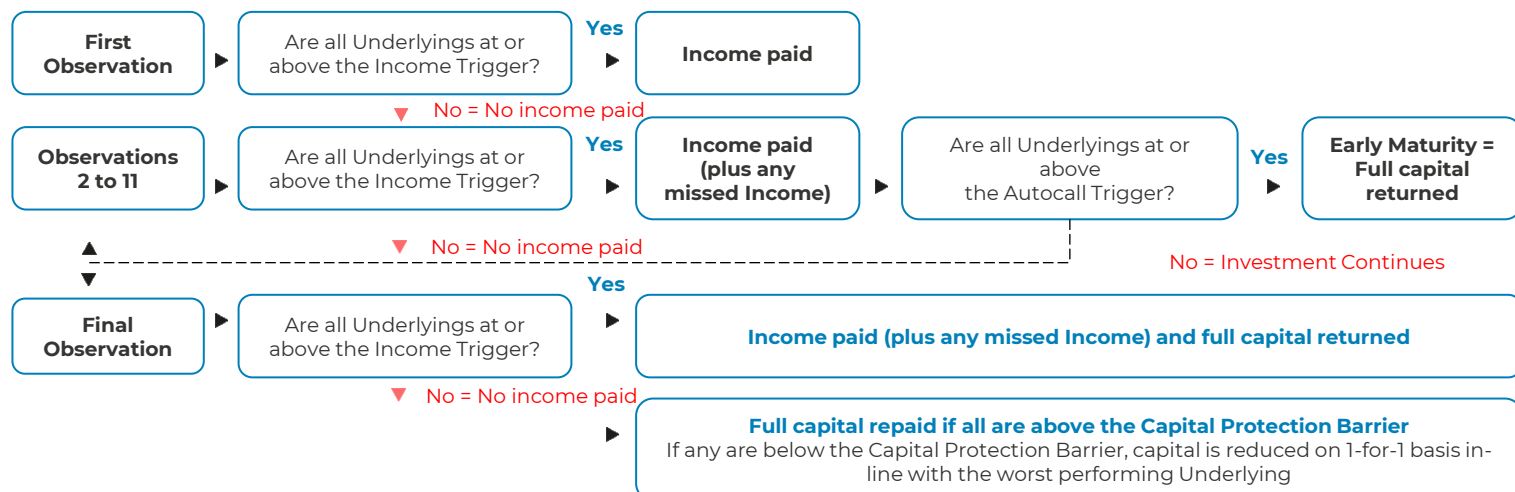 First
Observation
Are all Underlyings at or
above the Income Trigger?
Yes
Income paid
No = No income paid
Observations
2 to 11
Are all Underlyings at or
above the Income Trigger?
Yes
Income paid
(plus any
missed Income)
Are all Underlyings at or
above
the Autocall Trigger?
Yes
Early Maturity =
Full capital
returned
No = No income paid
No = Investment Continues
Final
Observation
Are all Underlyings at or
above the Income Trigger?
Yes
Income paid (plus any missed Income) and full capital returned
No = No income paid
Full capital repaid if all are above the Capital Protection Barrier
If any are below the Capital Protection Barrier, capital is reduced on 1-for-1 basis in-
line with the worst performing Underlying